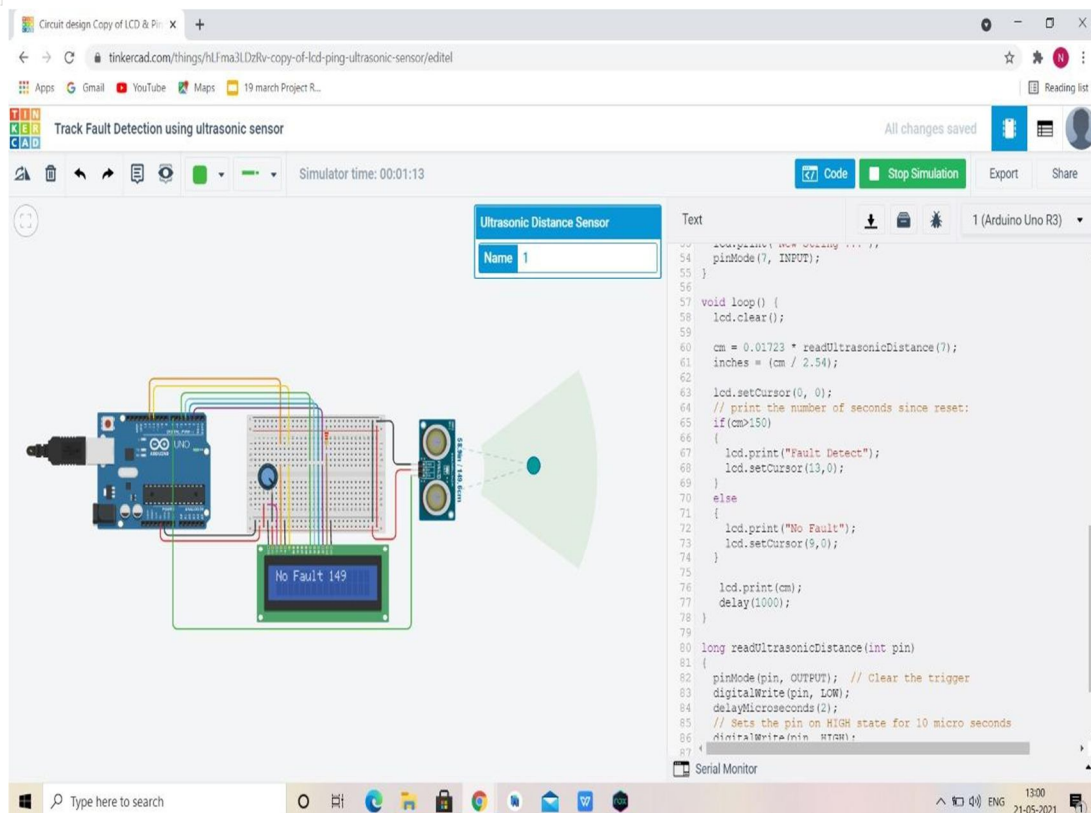 Circuit design Copy of LCD & Pin
tinkercad.com/things/hLFma3LDzRv-copy-of-lcd-ping-ultrasonic-sensor/editel
N
Apps Gmail YouTube Maps 19 march Project R... Reading list
TIN
KER
CAD
Track Fault Detection using ultrasonic sensor
All changes saved
Simulator time: 00:01:13
Code Stop Simulation Export Share
Ultrasonic Distance Sensor
Name 1
Text 1 (Arduino Uno R3)
54 pinMode(7, INPUT);
55 }
56
57 void loop() {
58 lcd.clear();
59
60 cm = 0.01723 * readUltrasonicDistance(7);
61 inches = (cm / 2.54);
62
63 lcd.setCursor(0, 0);
64 // print the number of seconds since reset:
65 if(cm>150)
66 {
67 lcd.print("Fault Detect");
68 lcd.setCursor(13,0);
69 }
70 else
71 {
72 lcd.print("No Fault");
73 lcd.setCursor(9,0);
74 }
75
76 lcd.print(cm);
77 delay(1000);
78 }
79
80 long readUltrasonicDistance(int pin)
81 {
82 pinMode(pin, OUTPUT); // Clear the trigger
83 digitalWrite(pin, LOW);
84 delayMicroseconds(2);
85 // Sets the pin on HIGH state for 10 micro seconds
86 digitalWrite(pin, HIGH);
87
UNO
No Fault 149
Serial Monitor
Type here to search
ENG
13:00
21-05-2021